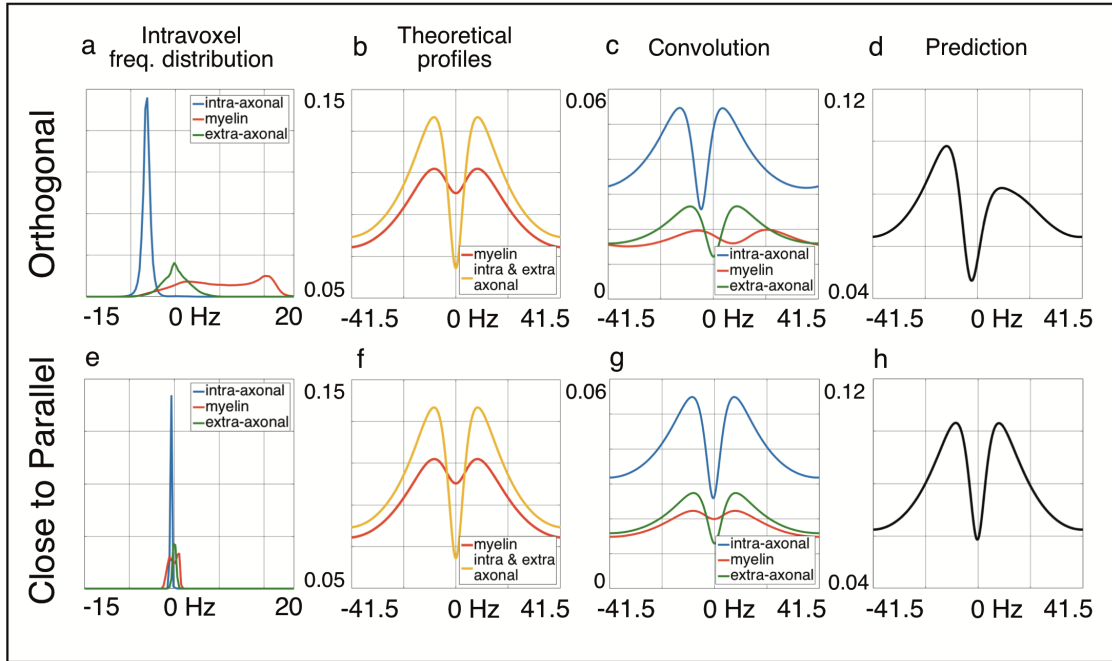 a Intravoxel freq. distribution
b Theoretical profiles
c Convolution
d Prediction
Orthogonal
intra-axonal
myelin
extra-axonal
-15 0 Hz 20
0.15
0.05
myelin
intra & extra
axonal
-41.5 0 Hz 41.5
0.06
0
intra-axonal
myelin
extra-axonal
-41.5 0 Hz 41.5
0.12
0.04
-41.5 0 Hz 41.5
Close to Parallel
e
intra-axonal
myelin
extra-axonal
-15 0 Hz 20
f
0.15
0.05
myelin
intra & extra
axonal
-41.5 0 Hz 41.5
g
0.06
0
intra-axonal
myelin
extra-axonal
-41.5 0 Hz 41.5
h
0.12
0.04
-41.5 0 Hz 41.5